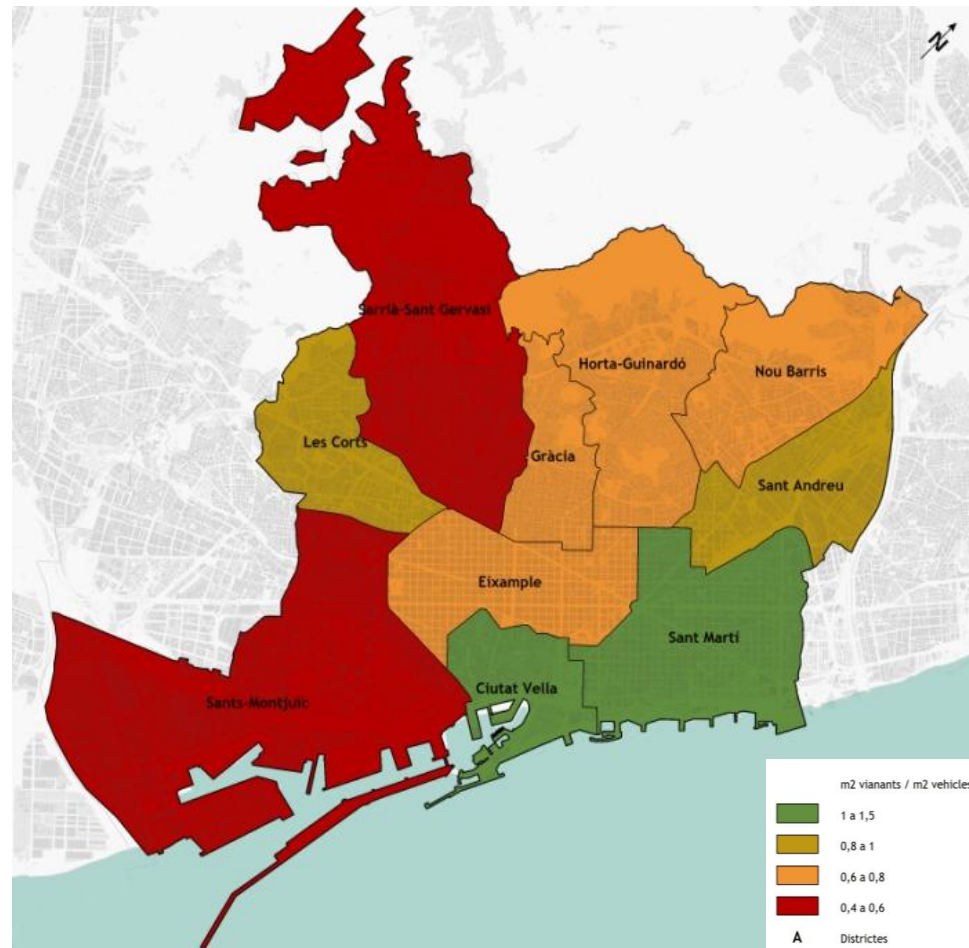 N
Sarrià-Sant Gervasi
Horta-Guinardó
Nou Barris
Les Corts
Gràcia
Sant Andreu
Eixample
Sant Martí
Ciutat Vella
Sants-Montjuïc
m2 vianants / m2 vehicles
1 a 1,5
0,8 a 1
0,6 a 0,8
0,4 a 0,6
A Districtes